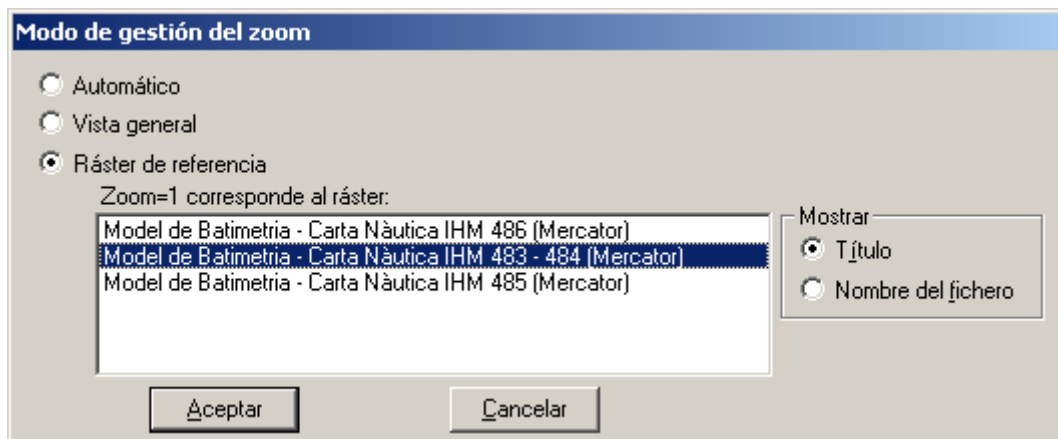 Modo de gestión del zoom
Automático
Vista general
Ráster de referencia
Zoom=1 corresponde al ráster:
Model de Batimetria - Carta Nàutica IHM 486 (Mercator)
Model de Batimetria - Carta Nàutica IHM 483 - 484 (Mercator)
Model de Batimetria - Carta Nàutica IHM 485 (Mercator)
Mostrar
Título
Nombre del fichero
Aceptar
Cancelar